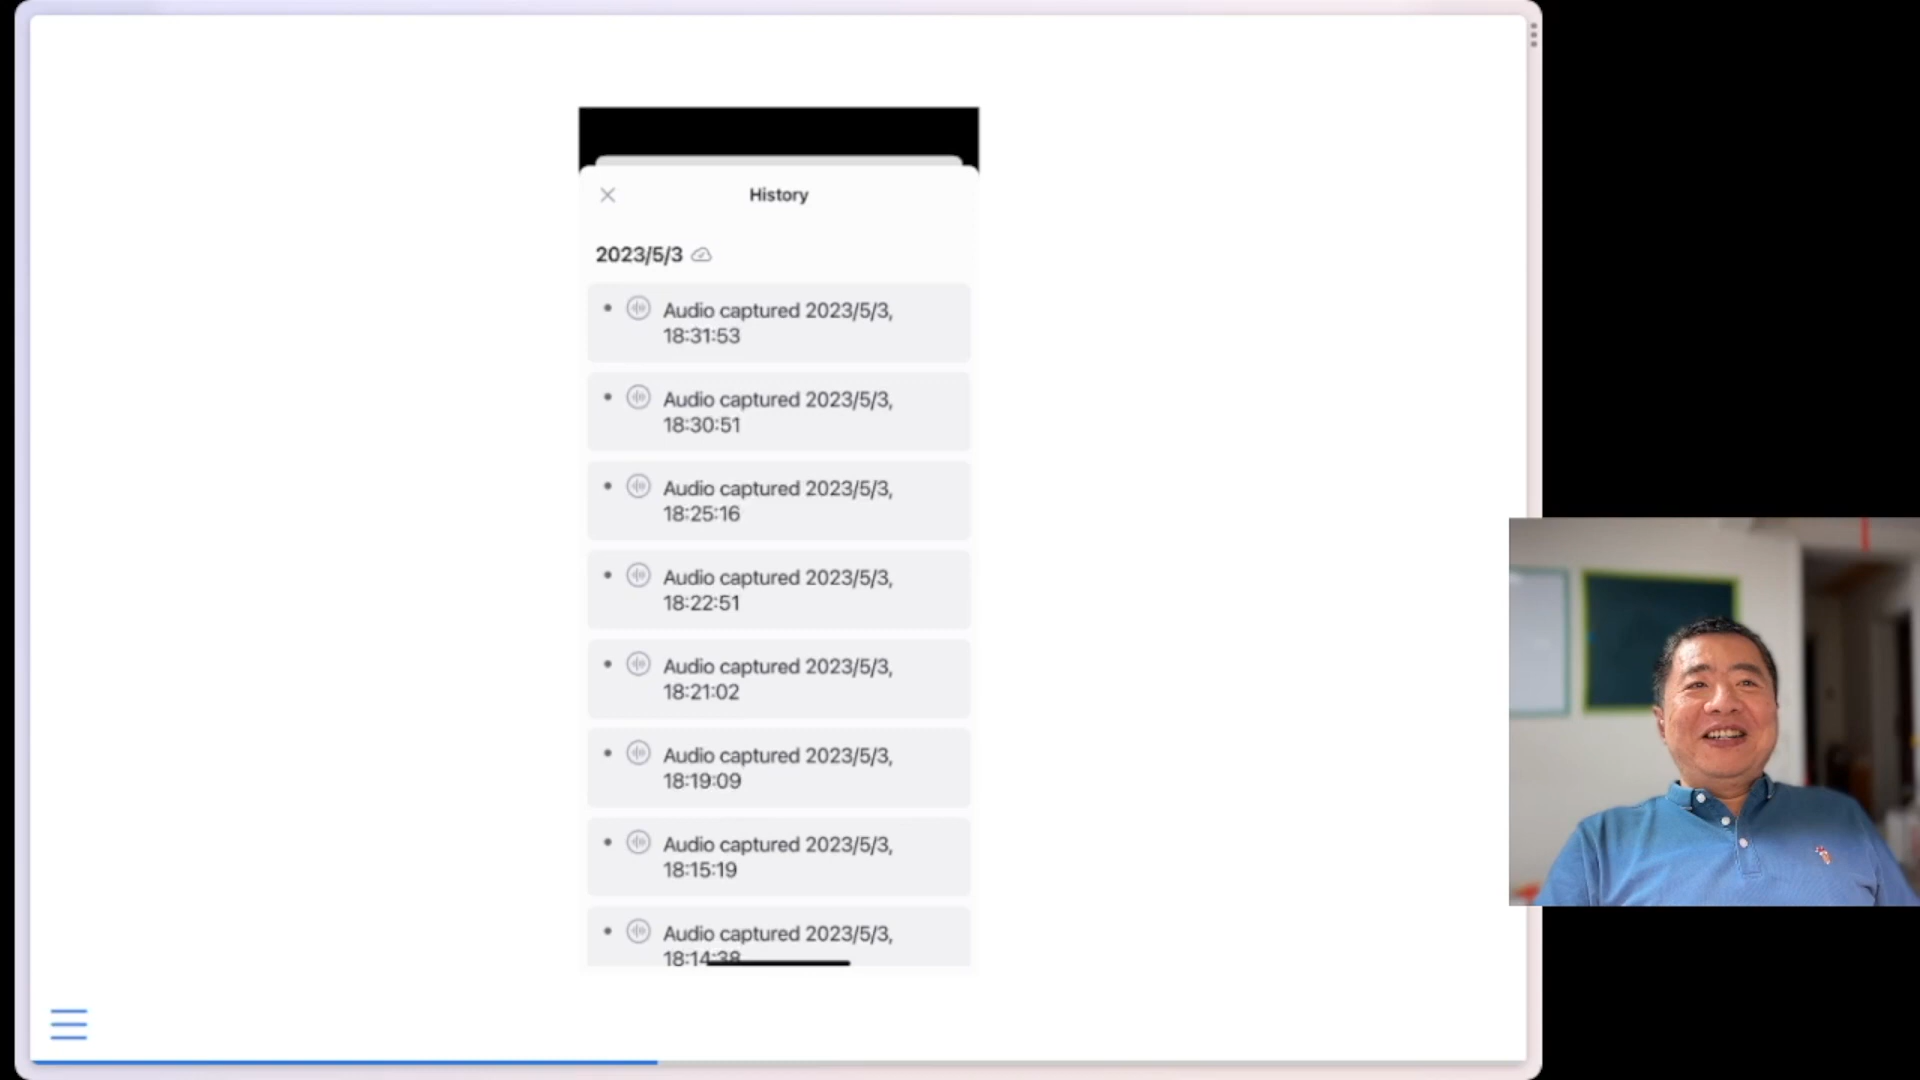 History
2023/5/3
Audio captured 2023/5/3,
18:31:53
Audio captured 2023/5/3,
18:30:51
Audio captured 2023/5/3,
18:25:16
Audio captured 2023/5/3,
18:22:51
Audio captured 2023/5/3,
18:21:02
Audio captured 2023/5/3,
18:19:09
Audio captured 2023/5/3,
18:15:19
Audio captured 2023/5/3,
18:14:38